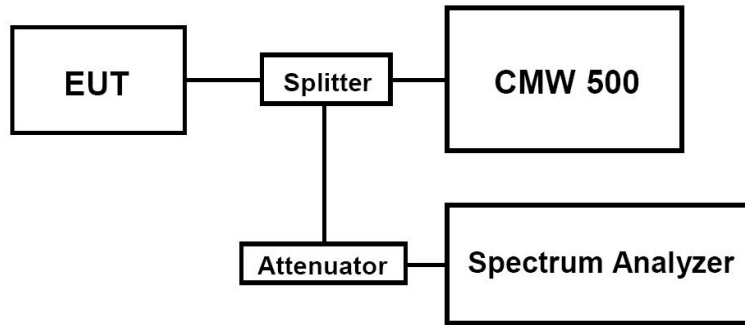 EUT
Splitter
CMW 500
Attenuator
Spectrum Analyzer